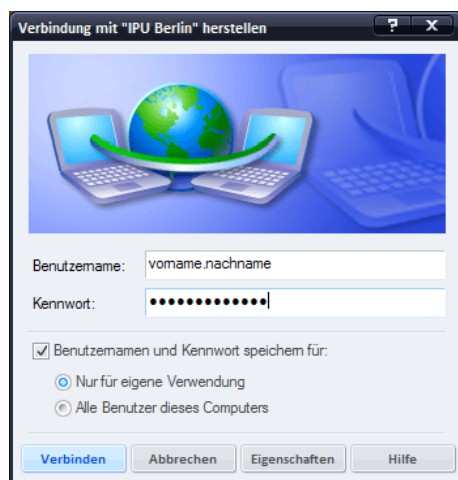 Verbindung mit "IPU Berlin" herstellen ? X
Benutzername: vorname.nachname
Kennwort: •••••••••••••
Benutzernamen und Kennwort speichern für:
Nur für eigene Verwendung
Alle Benutzer dieses Computers
Verbinden Abbrechen Eigenschaften Hilfe